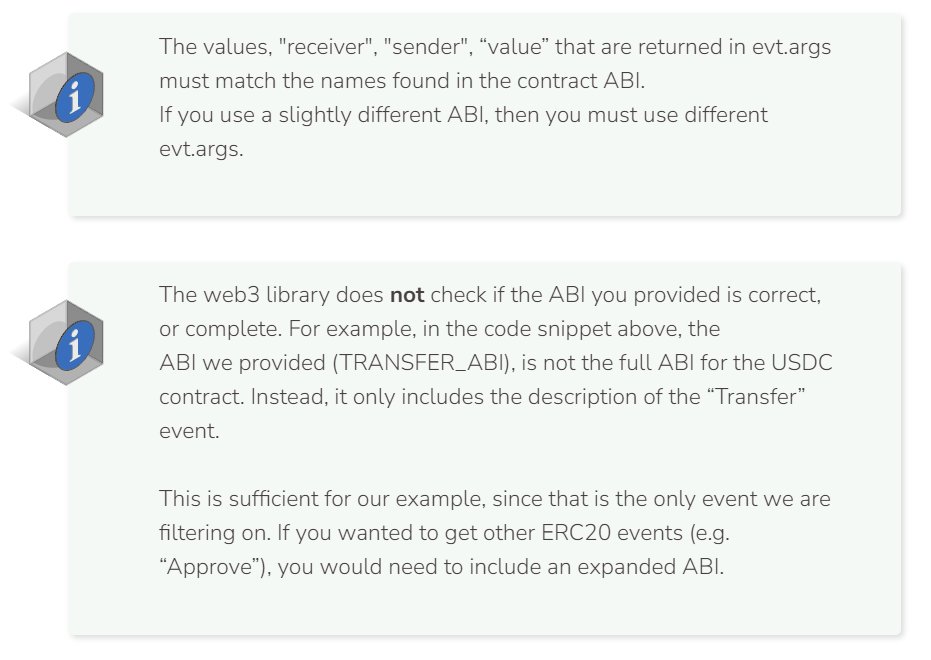 The values, "receiver", "sender", “value” that are returned in evt.args
must match the names found in the contract ABI.
If you use a slightly different ABI, then you must use different
evt.args.
The web3 library does not check if the ABI you provided is correct,
or complete. For example, in the code snippet above, the
ABI we provided (TRANSFER_ABI), is not the full ABI for the USDC
contract. Instead, it only includes the description of the “Transfer”
event.
This is sufficient for our example, since that is the only event we are
filtering on. If you wanted to get other ERC20 events (e.g.
“Approve”), you would need to include an expanded ABI.